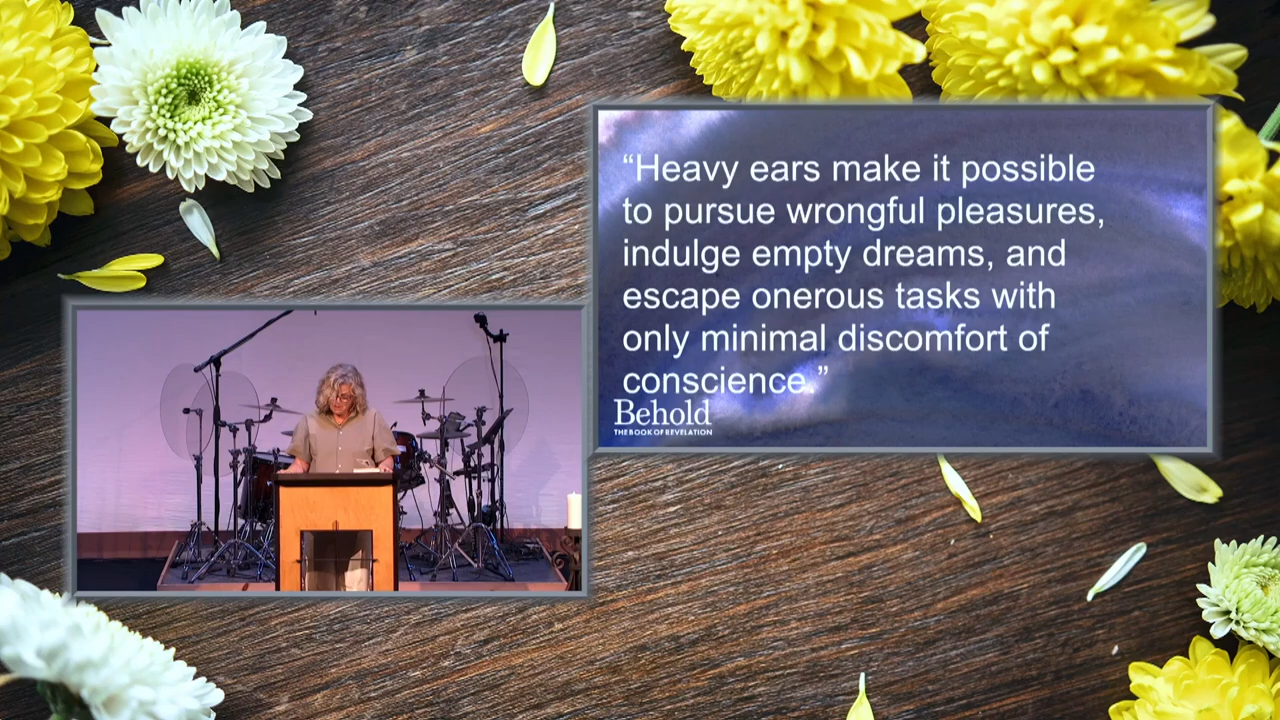 “Heavy ears make it possible
to pursue wrongful pleasures,
indulge empty dreams, and
escape onerous tasks with
only minimal discomfort of
conscience.”
Behold
THE BOOK OF REVELATION